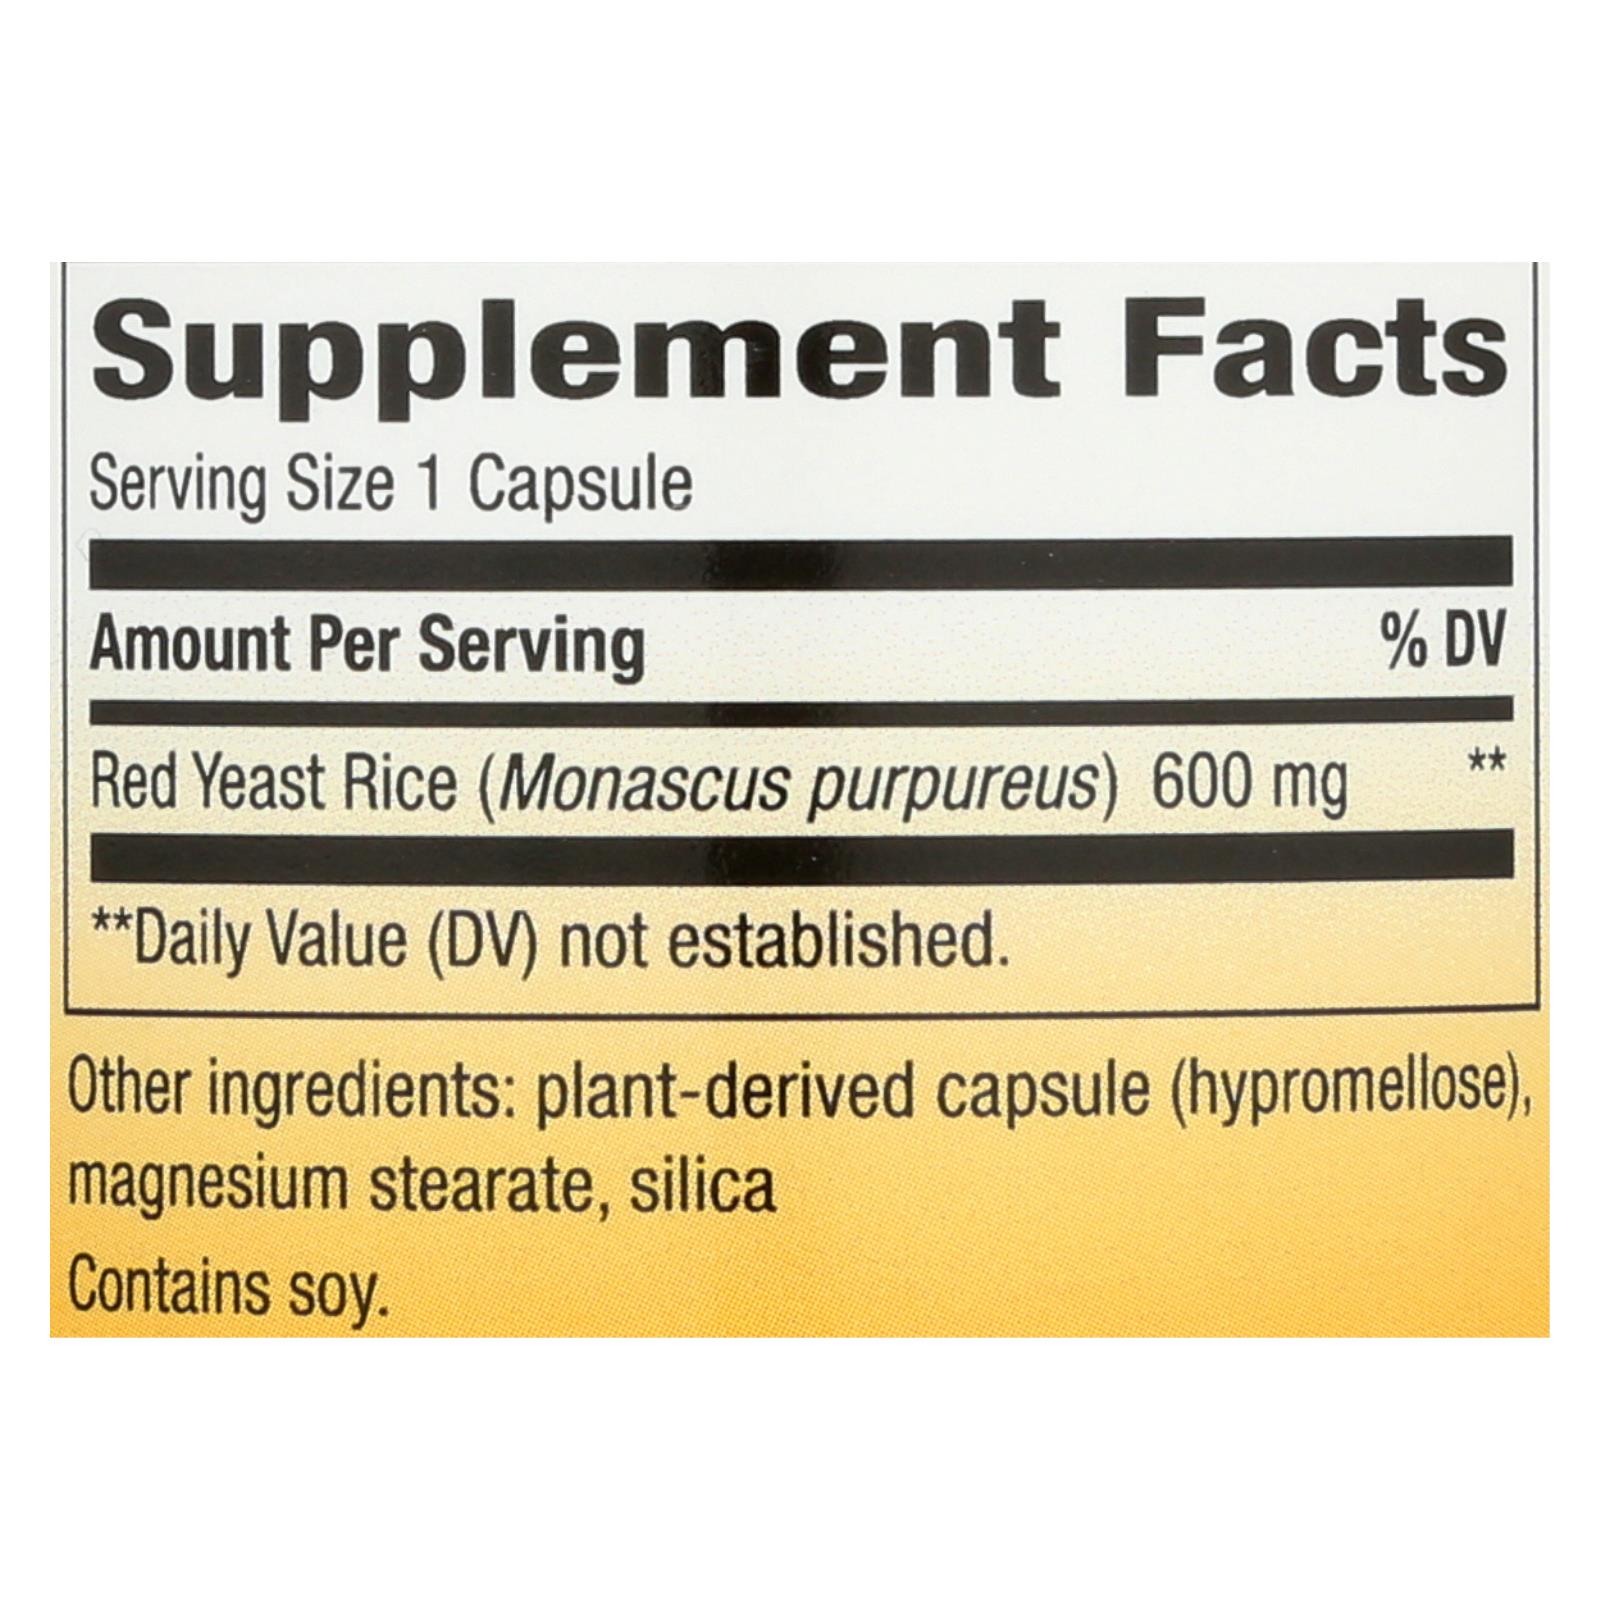 Supplement Facts
Serving Size 1 Capsule
Amount Per Serving % DV
Red Yeast Rice (Monascus purpureus) 600 mg **
**Daily Value (DV) not established.
Other ingredients: plant-derived capsule (hypromellose),
magnesium stearate, silica
Contains soy.